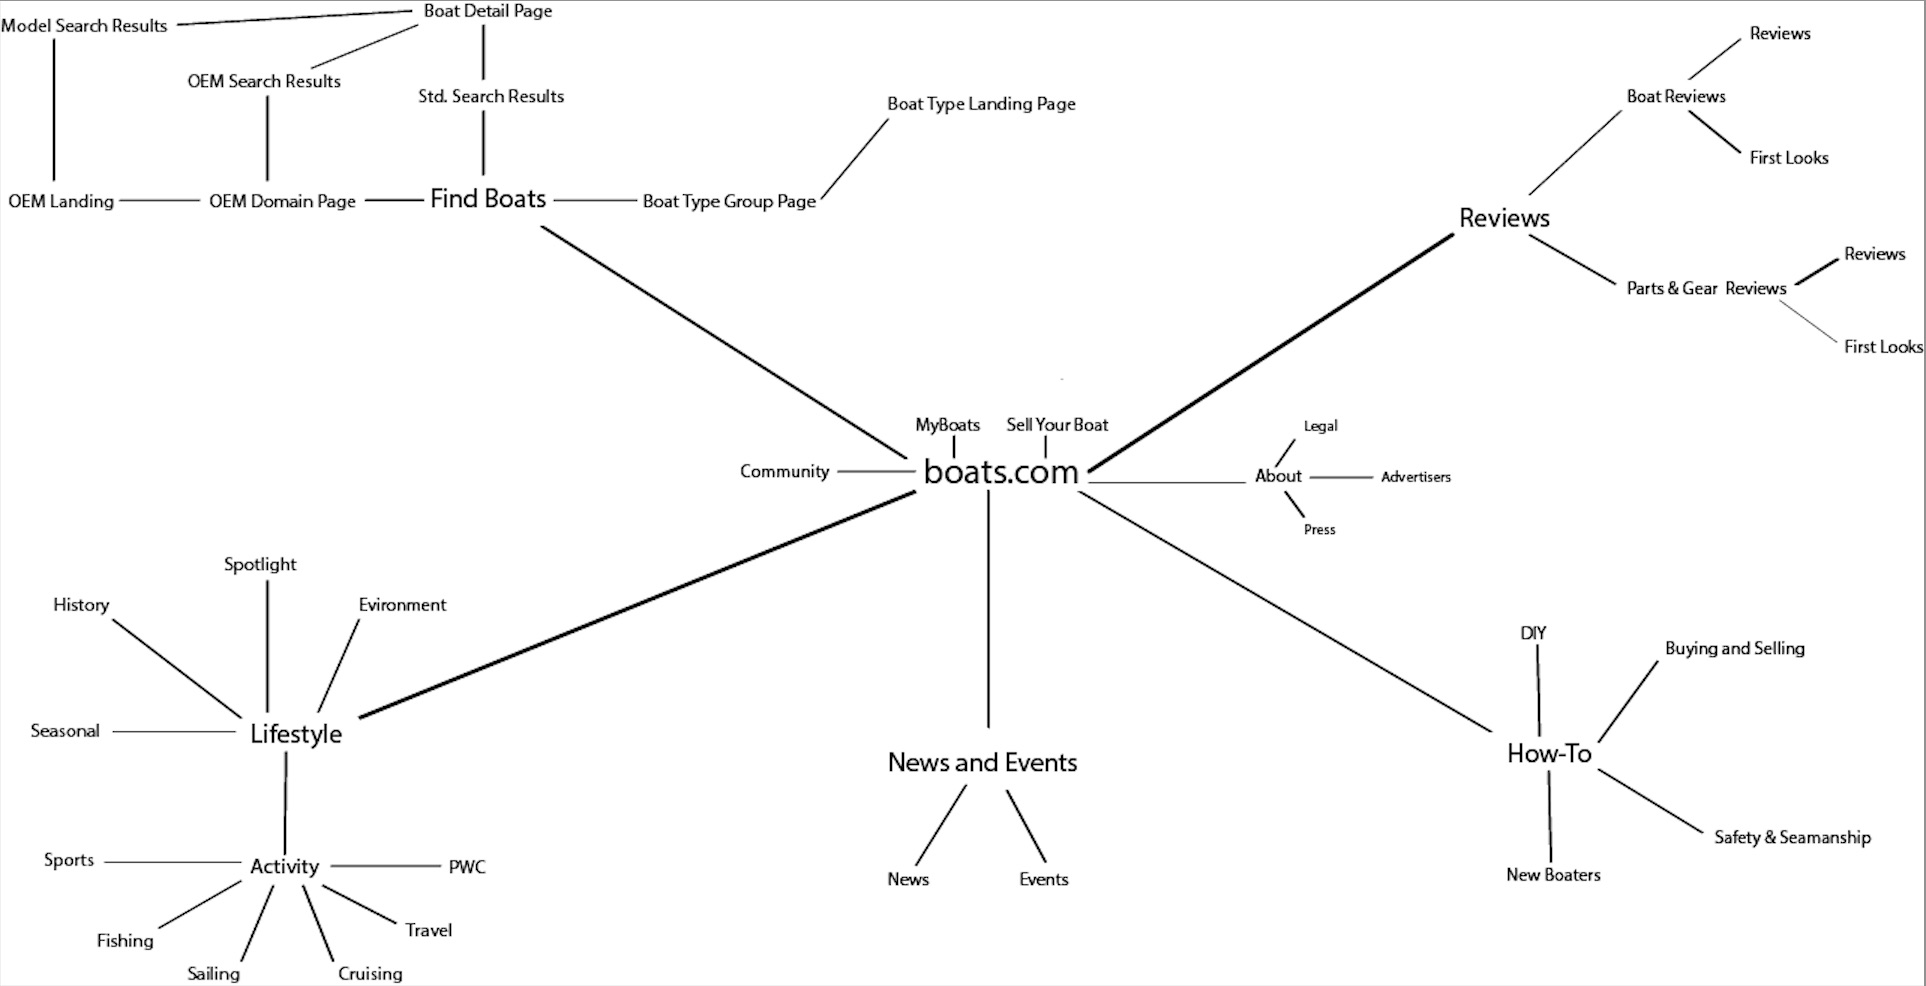 Boat Detail Page
Model Search Results
OEM Search Results
Std. Search Results
Boat Type Landing Page
OEM Landing
OEM Domain Page
Find Boats
Boat Type Group Page
Reviews
Boat Reviews
First Looks
Reviews
Reviews
Parts & Gear Reviews
First Looks
MyBoats
Sell Your Boat
Community
boats.com
Legal
About
Advertisers
Press
Spotlight
History
Evironment
Seasonal
Lifestyle
Sports
Activity
PWC
Fishing
Travel
Sailing
Cruising
News and Events
News
Events
DIY
Buying and Selling
How-To
Safety & Seamanship
New Boaters